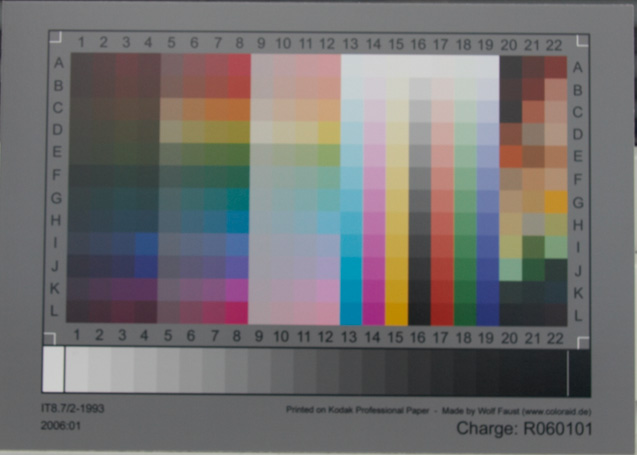 1 2 3 4 5 6 7 8 9 10 11 12 13 14 15 16 17 18 19 20 21 22
A A
B B
C C
D D
E E
F F
G G
H H
I I
J J
K K
L L
1 2 3 4 5 6 7 8 9 10 11 12 13 14 15 16 17 18 19 20 21 22
IT8.7/2-1993 Printed on Kodak Professional Paper - Made by Wolf Faust (www.coloraid.de)
2006:01 Charge: R060101